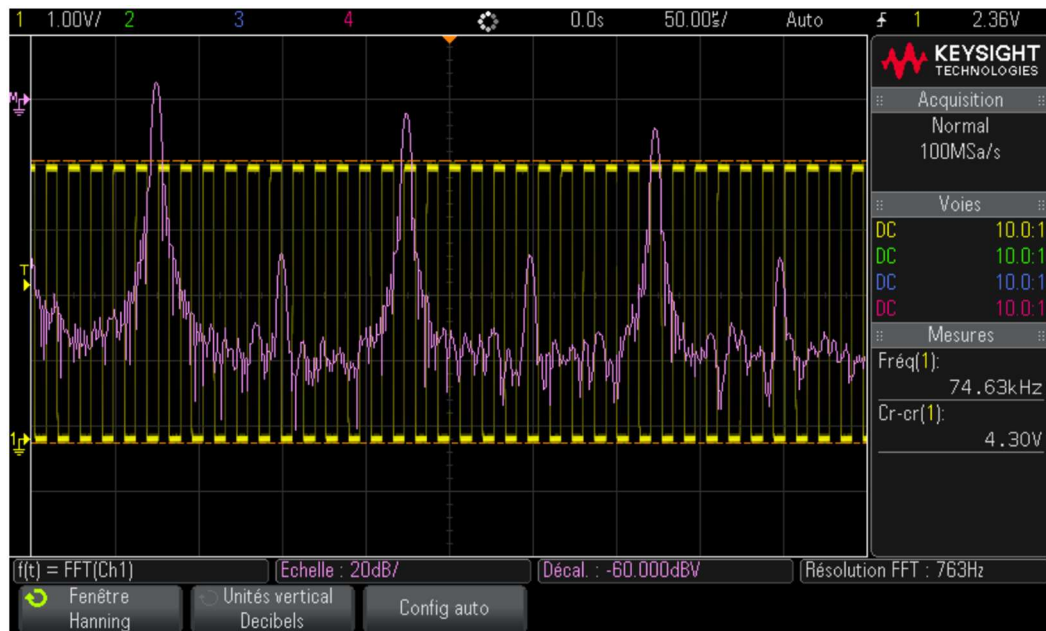 1 1.00V/ 2 3 4 0.0s 50.00µs/ Auto 1 2.36V
M
T
1
KEYSIGHT
TECHNOLOGIES
Acquisition
Normal
100MSa/s
Voies
DC 10.0:1
DC 10.0:1
DC 10.0:1
DC 10.0:1
Mesures
Fréq(1):
74.63kHz
Cr-cr(1):
4.30V
f(t) = FFT(Ch1) Echelle : 20dB/ Décal. : -60.000dBV Résolution FFT : 763Hz
Fenêtre
Hanning
Unités vertical
Decibels
Config auto